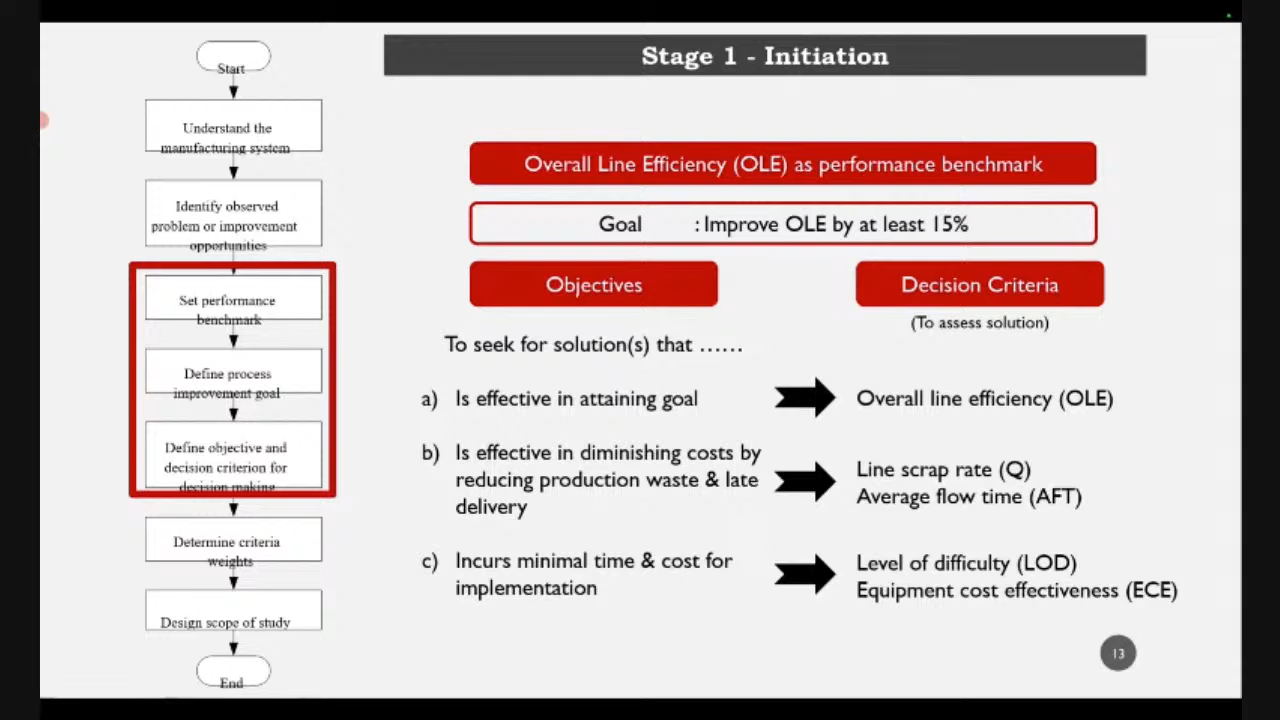 Stage 1 - Initiation
Start
Understand the
manufacturing system
Identify observed
problem or improvement
opportunities
Set performance
benchmark
Define process
improvement goal
Define objective and
decision criterion for
decision making
Determine criteria
weights
Design scope of study
End
Overall Line Efficiency (OLE) as performance benchmark
Goal : Improve OLE by at least 15%
Objectives
Decision Criteria
(To assess solution)
To seek for solution(s) that ……
a) Is effective in attaining goal
Overall line efficiency (OLE)
b) Is effective in diminishing costs by
reducing production waste & late
delivery
Line scrap rate (Q)
Average flow time (AFT)
c) Incurs minimal time & cost for
implementation
Level of difficulty (LOD)
Equipment cost effectiveness (ECE)
13